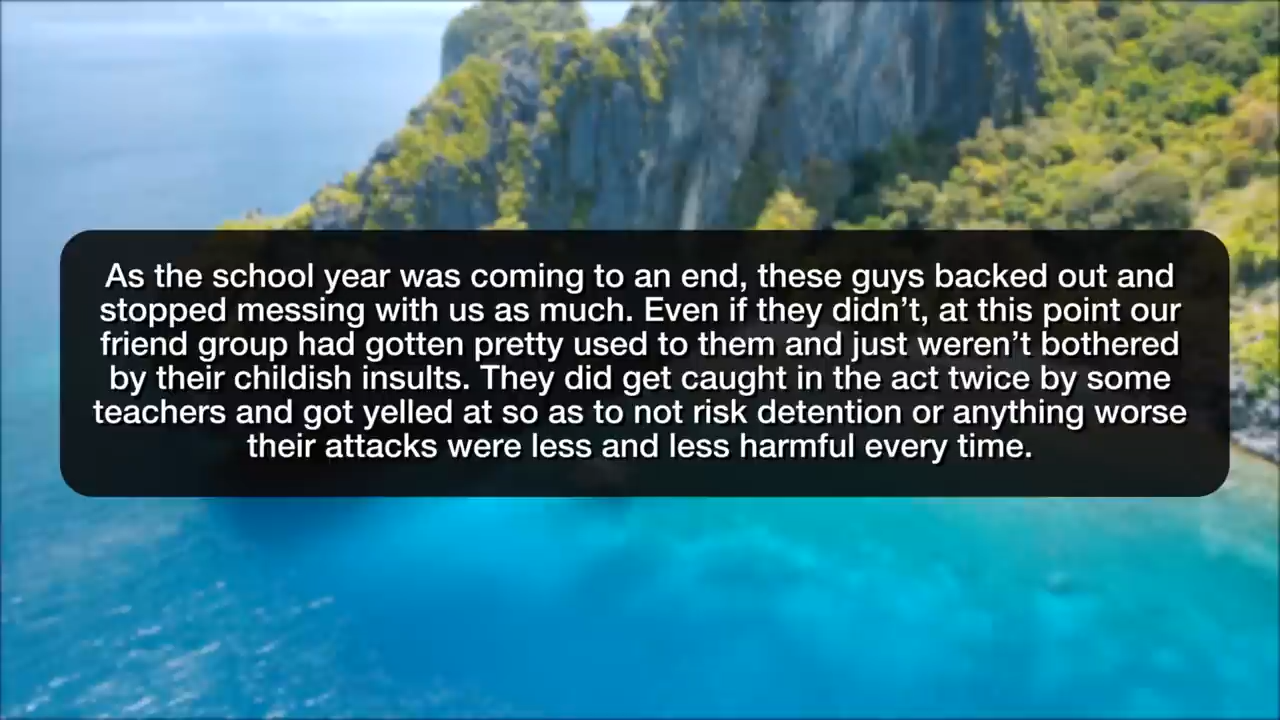 As the school year was coming to an end, these guys backed out and
stopped messing with us as much. Even if they didn’t, at this point our
friend group had gotten pretty used to them and just weren’t bothered
by their childish insults. They did get caught in the act twice by some
teachers and got yelled at so as to not risk detention or anything worse
their attacks were less and less harmful every time.